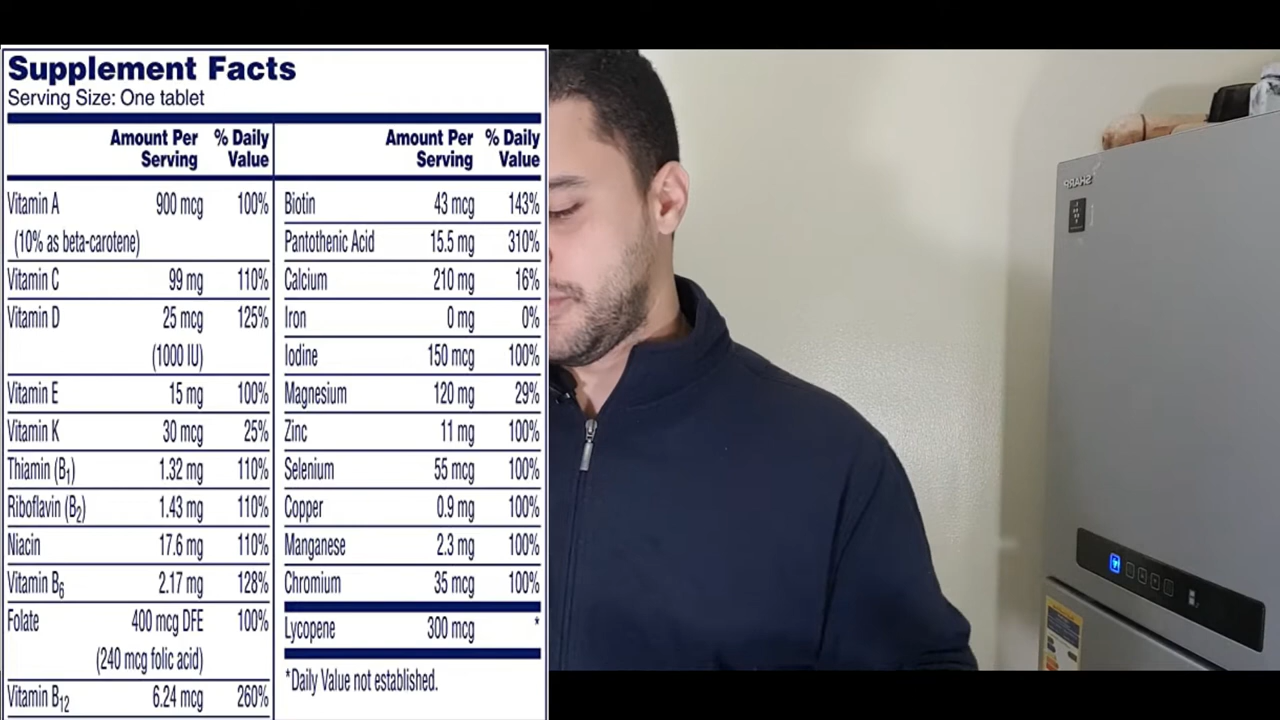 Supplement Facts
Serving Size: One tablet
Amount Per Serving % Daily Value
Vitamin A 900 mcg 100%
(10% as beta-carotene)
Vitamin C 99 mg 110%
Vitamin D 25 mcg 125%
(1000 IU)
Vitamin E 15 mg 100%
Vitamin K 30 mcg 25%
Thiamin (B1) 1.32 mg 110%
Riboflavin (B2) 1.43 mg 110%
Niacin 17.6 mg 110%
Vitamin B6 2.17 mg 128%
Folate 400 mcg DFE 100%
(240 mcg folic acid)
Vitamin B12 6.24 mcg 260%
Amount Per Serving % Daily Value
Biotin 43 mcg 143%
Pantothenic Acid 15.5 mg 310%
Calcium 210 mg 16%
Iron 0 mg 0%
Iodine 150 mcg 100%
Magnesium 120 mg 29%
Zinc 11 mg 100%
Selenium 55 mcg 100%
Copper 0.9 mg 100%
Manganese 2.3 mg 100%
Chromium 35 mcg 100%
Lycopene 300 mcg *
*Daily Value not established.
SHARP